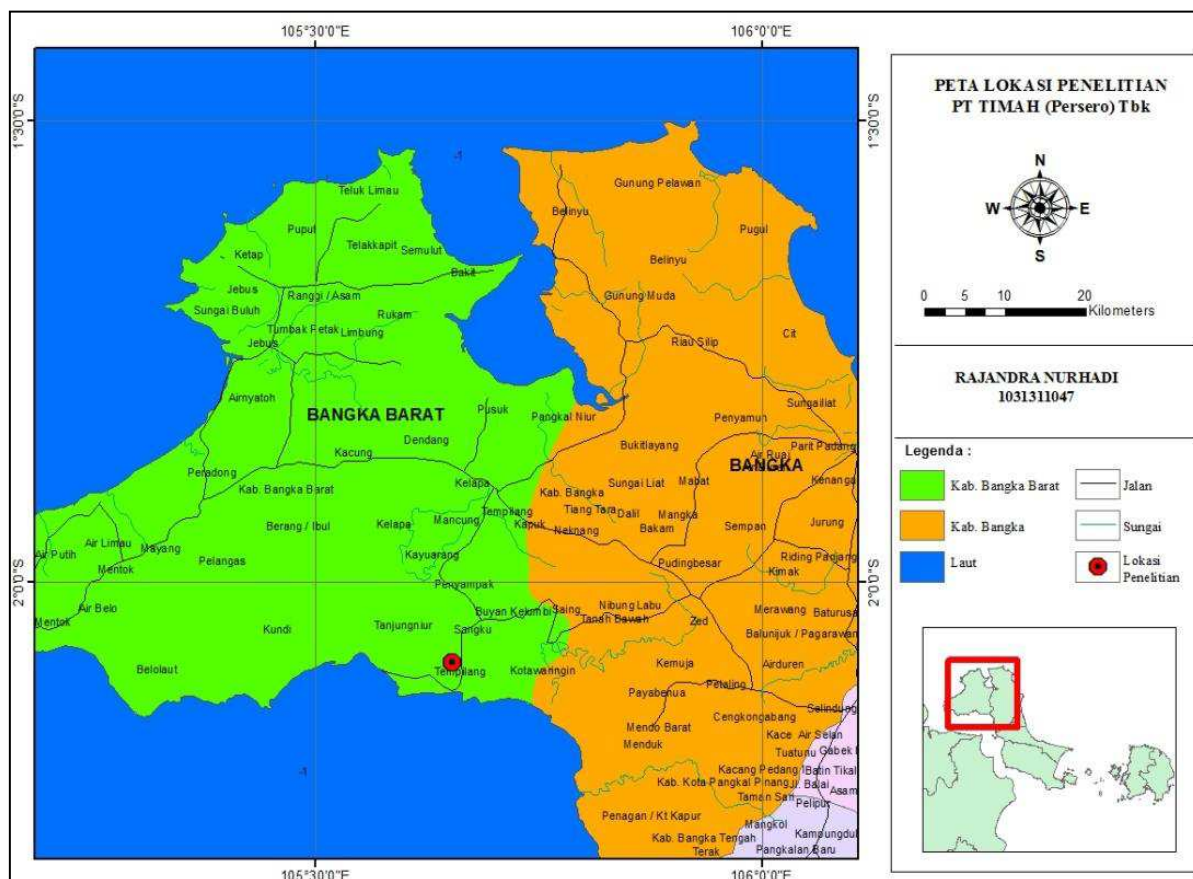 105°30'0"E
106°0'0"E
1°30'0"S
1°30'0"S
2°0'0"S
2°0'0"S
105°30'0"E
106°0'0"E
-1
Teluk Limau
Puput
Telakkapit
Semulut
Ketap
Bakit
Jebus
Ranggi / Asam
Sungai Buluh
Rukam
Tumbak Petak
Limbung
Jebus
Airnyatoh
BANGKA BARAT
Pusuk
Pangkal Niur
Dendang
Kacung
Peradong
Kab. Bangka Barat
Kelapa
Tempilang
Berang / Ibul
Kelapa
Mancung
Kapuk
Air Putih
Air Limau
Mayang
Pelangas
Kayuarang
Mentok
Penyampak
Air Belo
Mentok
Buyan Kelumbi
Kundi
Tanjungniur
Sangku
Belolaut
Tempilang
Kotawaringin
-1
Gunung Pelawan
Belinyu
Pugul
Belinyu
Gunung Muda
Cit
Riau Silip
Sungailiat
Penyamun
Bukitlayang
Parit Padang
Air Ruai
BANGKA
Kenanga
Sungai Liat
Mabat
Kab. Bangka
Tiang Tara
Dalil
Mangka
Jurung
Neknang
Bakam
Sempan
Riding Panjang
Pudingbesar
Kimak
Saing
Nibung Labu
Tanah Bawah
Zed
Merawang
Baturusa
Balunijuk / Pagarawan
Kemuja
Airduren
Petaling
Payabenua
Selindung
Cengkongabang
Mendo Barat
Menduk
Kace
Air Selan
Tuatunu
Gabek
Kacang Pedang
Batin Tikal
Kab. Kota Pangkal Pinang
Balai
Asam
Taman Sari
Pelipur
Penagan / Kt Kapur
Mangkol
Kampungdul
Kab. Bangka Tengah
Terak
Pangkalan Baru
PETA LOKASI PENELITIAN
PT TIMAH (Persero) Tbk
N
W
E
S
0 5 10 20
Kilometers
RAJANDRA NURHADI
1031311047
Legenda :
Kab. Bangka Barat
Jalan
Kab. Bangka
Sungai
Laut
Lokasi
Penelitian